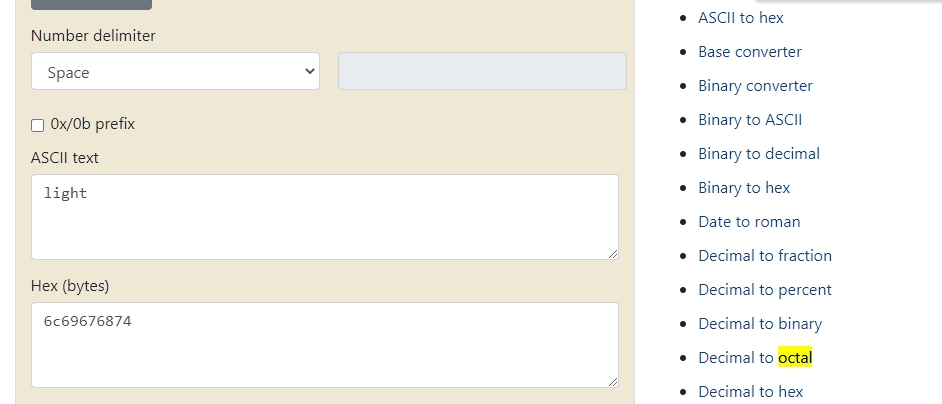 Number delimiter
Space
0x/0b prefix
ASCII text
light
Hex (bytes)
6c69676874
ASCII to hex
Base converter
Binary converter
Binary to ASCII
Binary to decimal
Binary to hex
Date to roman
Decimal to fraction
Decimal to percent
Decimal to binary
Decimal to octal
Decimal to hex